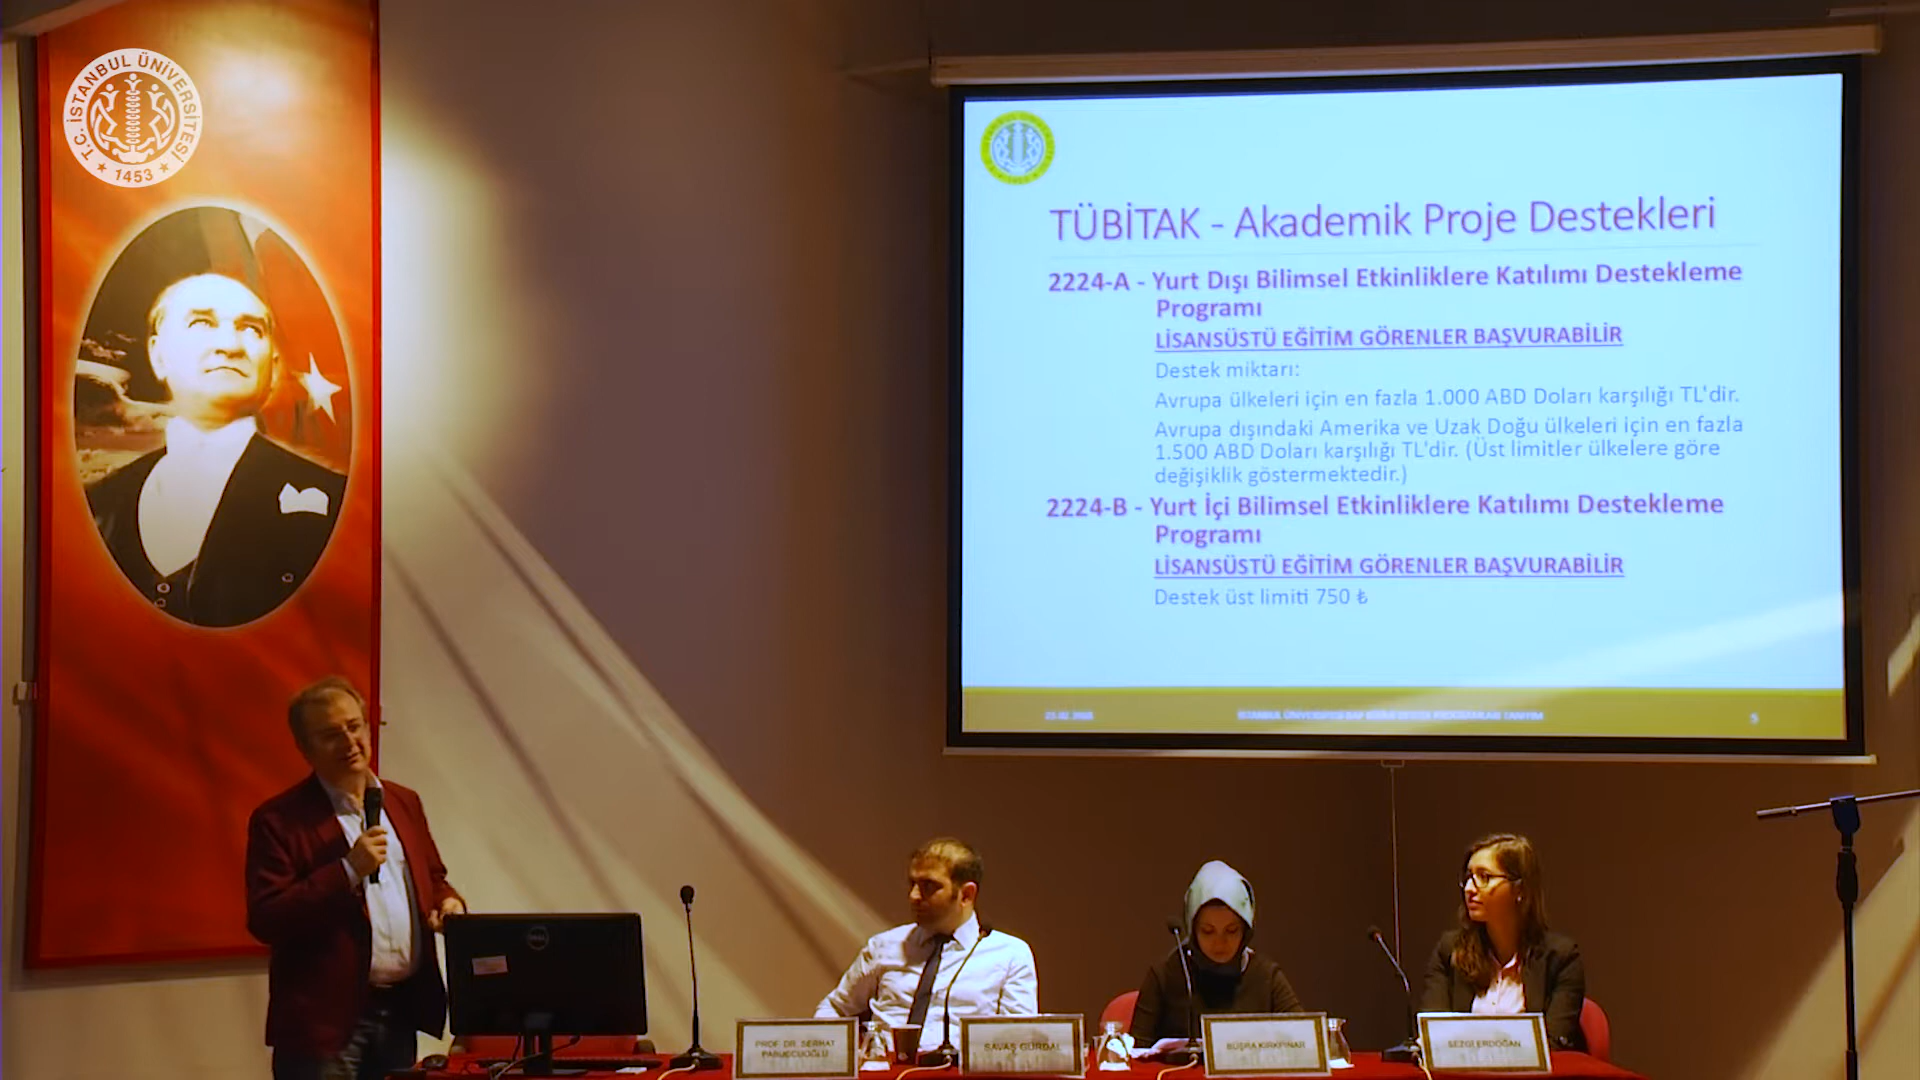 T.C. İSTANBUL ÜNİVERSİTESİ
1453
TÜBİTAK - Akademik Proje Destekleri
2224-A - Yurt Dışı Bilimsel Etkinliklere Katılımı Destekleme
Programı
LİSANSÜSTÜ EĞİTİM GÖRENLER BAŞVURABİLİR
Destek miktarı:
Avrupa ülkeleri için en fazla 1.000 ABD Doları karşılığı TL'dir.
Avrupa dışındaki Amerika ve Uzak Doğu ülkeleri için en fazla
1.500 ABD Doları karşılığı TL'dir. (Üst limitler ülkelere göre
değişiklik göstermektedir.)
2224-B - Yurt İçi Bilimsel Etkinliklere Katılımı Destekleme
Programı
LİSANSÜSTÜ EĞİTİM GÖRENLER BAŞVURABİLİR
Destek üst limiti 750 ₺
5
DELL
PROF. DR. SERHAT
PABUCCUOĞLU
SAVAŞ GÜRDAL
BÜŞRA KIRKPINAR
SEZGİ ERDOĞAN